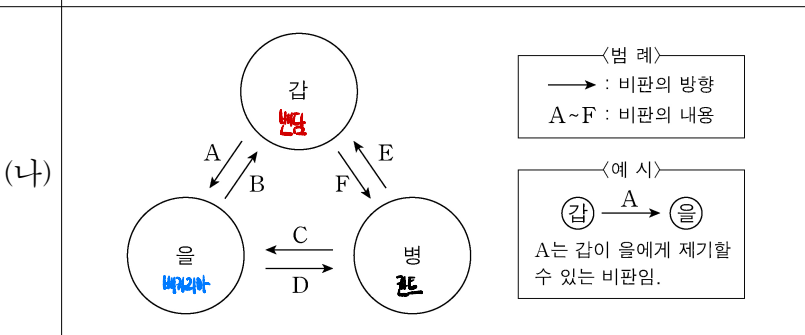 (나)
갑
벤담
A
B
E
F
을
베카리아
C
D
병
칸트
〈범 례〉
⟶ : 비판의 방향
A~F : 비판의 내용
〈예 시〉
갑 A 을
A는 갑이 을에게 제기할
수 있는 비판임.